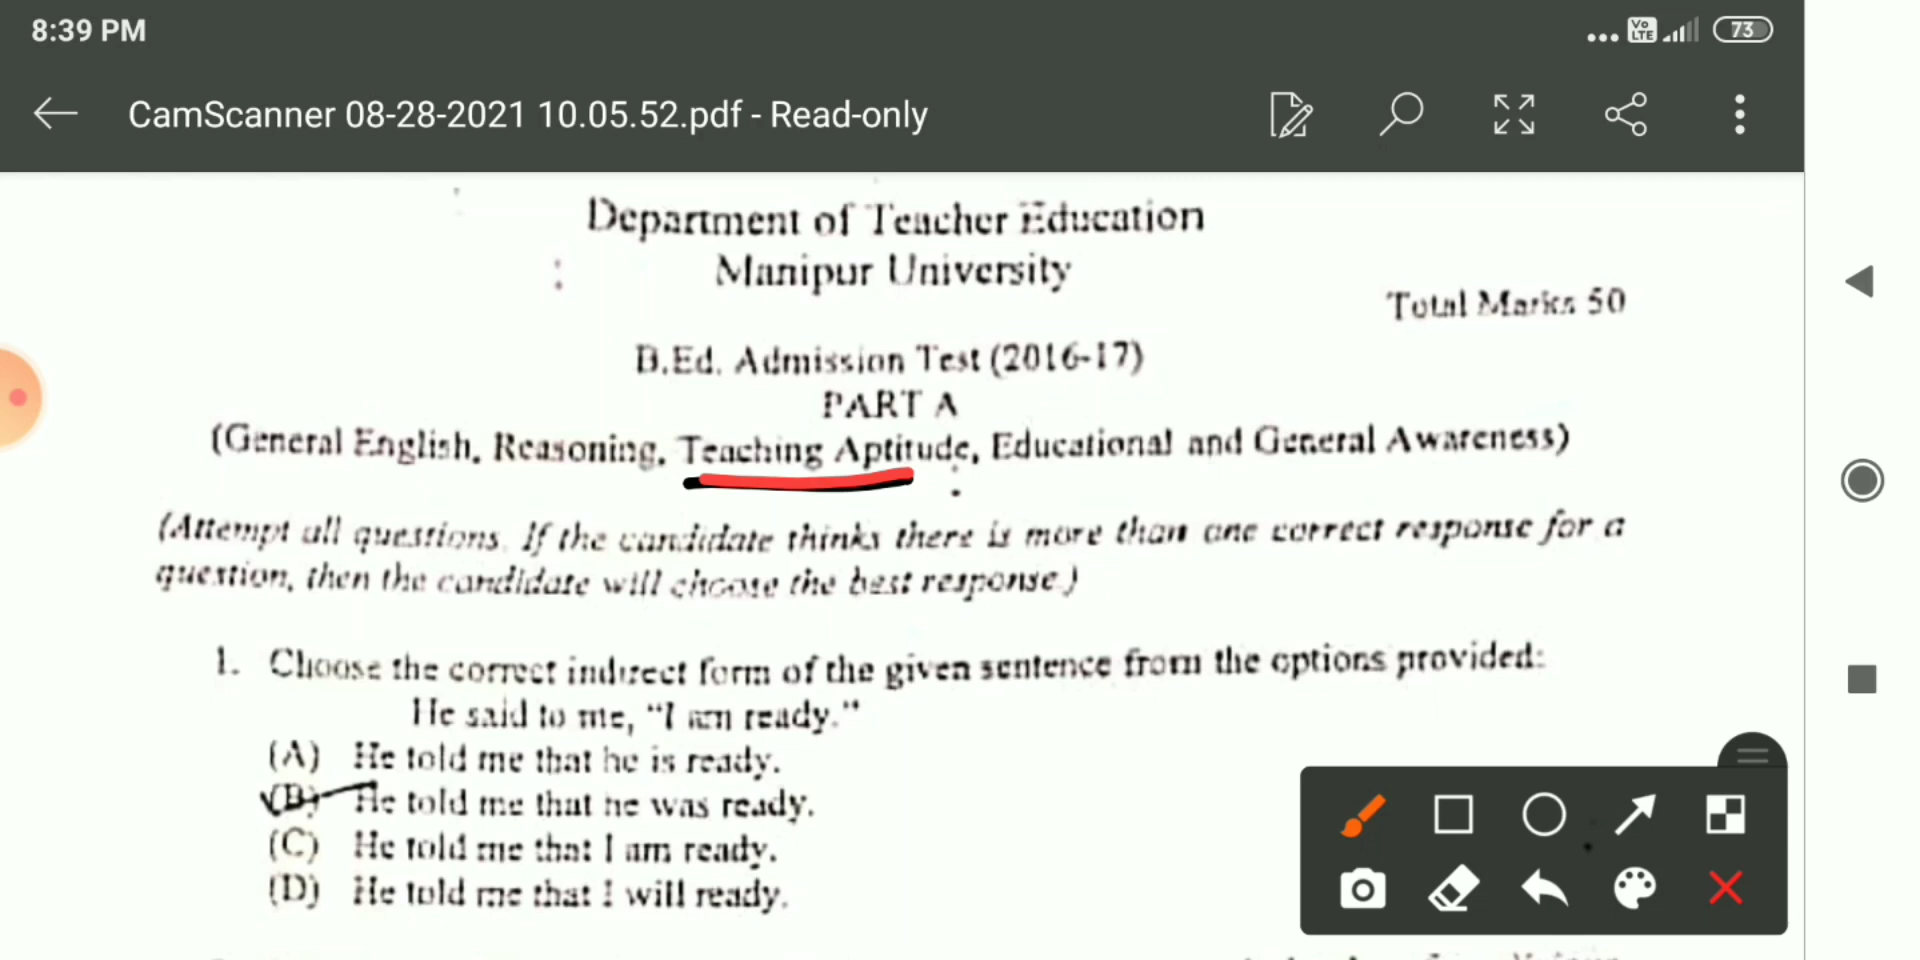 8:39 PM
Vo LTE
73
CamScanner 08-28-2021 10.05.52.pdf - Read-only
Department of Teacher Education
Manipur University
Total Marks 50
B.Ed. Admission Test (2016-17)
PART A
(General English, Reasoning, Teaching Aptitude, Educational and General Awareness)
(Attempt all questions. If the candidate thinks there is more than one correct response for a
question, then the candidate will choose the best response.)
1. Choose the correct indirect form of the given sentence from the options provided:
He said to me, “I am ready.”
(A) He told me that he is ready.
(B) He told me that he was ready.
(C) He told me that I am ready.
(D) He told me that I will ready.